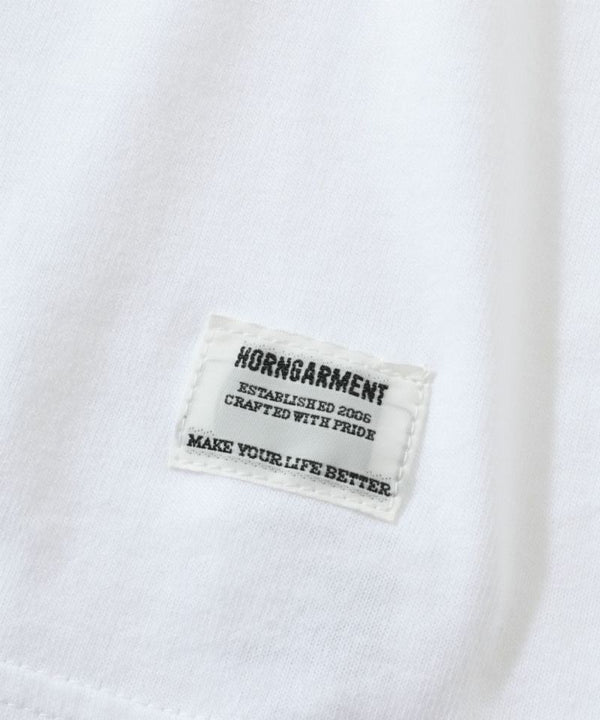 HORNGARMENT
ESTABLISHED 2006
CRAFTED WITH PRIDE
MAKE YOUR LIFE BETTER